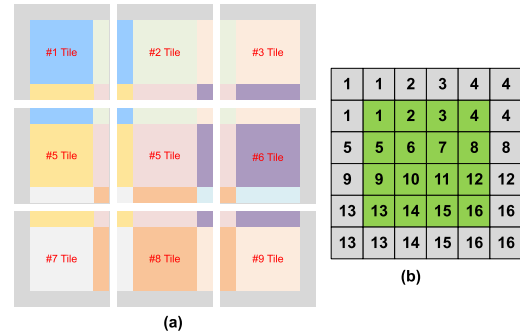 #1 Tile #2 Tile #3 Tile
#5 Tile #5 Tile #6 Tile
#7 Tile #8 Tile #9 Tile
(a)
1 1 2 3 4 4
1 1 2 3 4 4
5 5 6 7 8 8
9 9 10 11 12 12
13 13 14 15 16 16
13 13 14 15 16 16
(b)